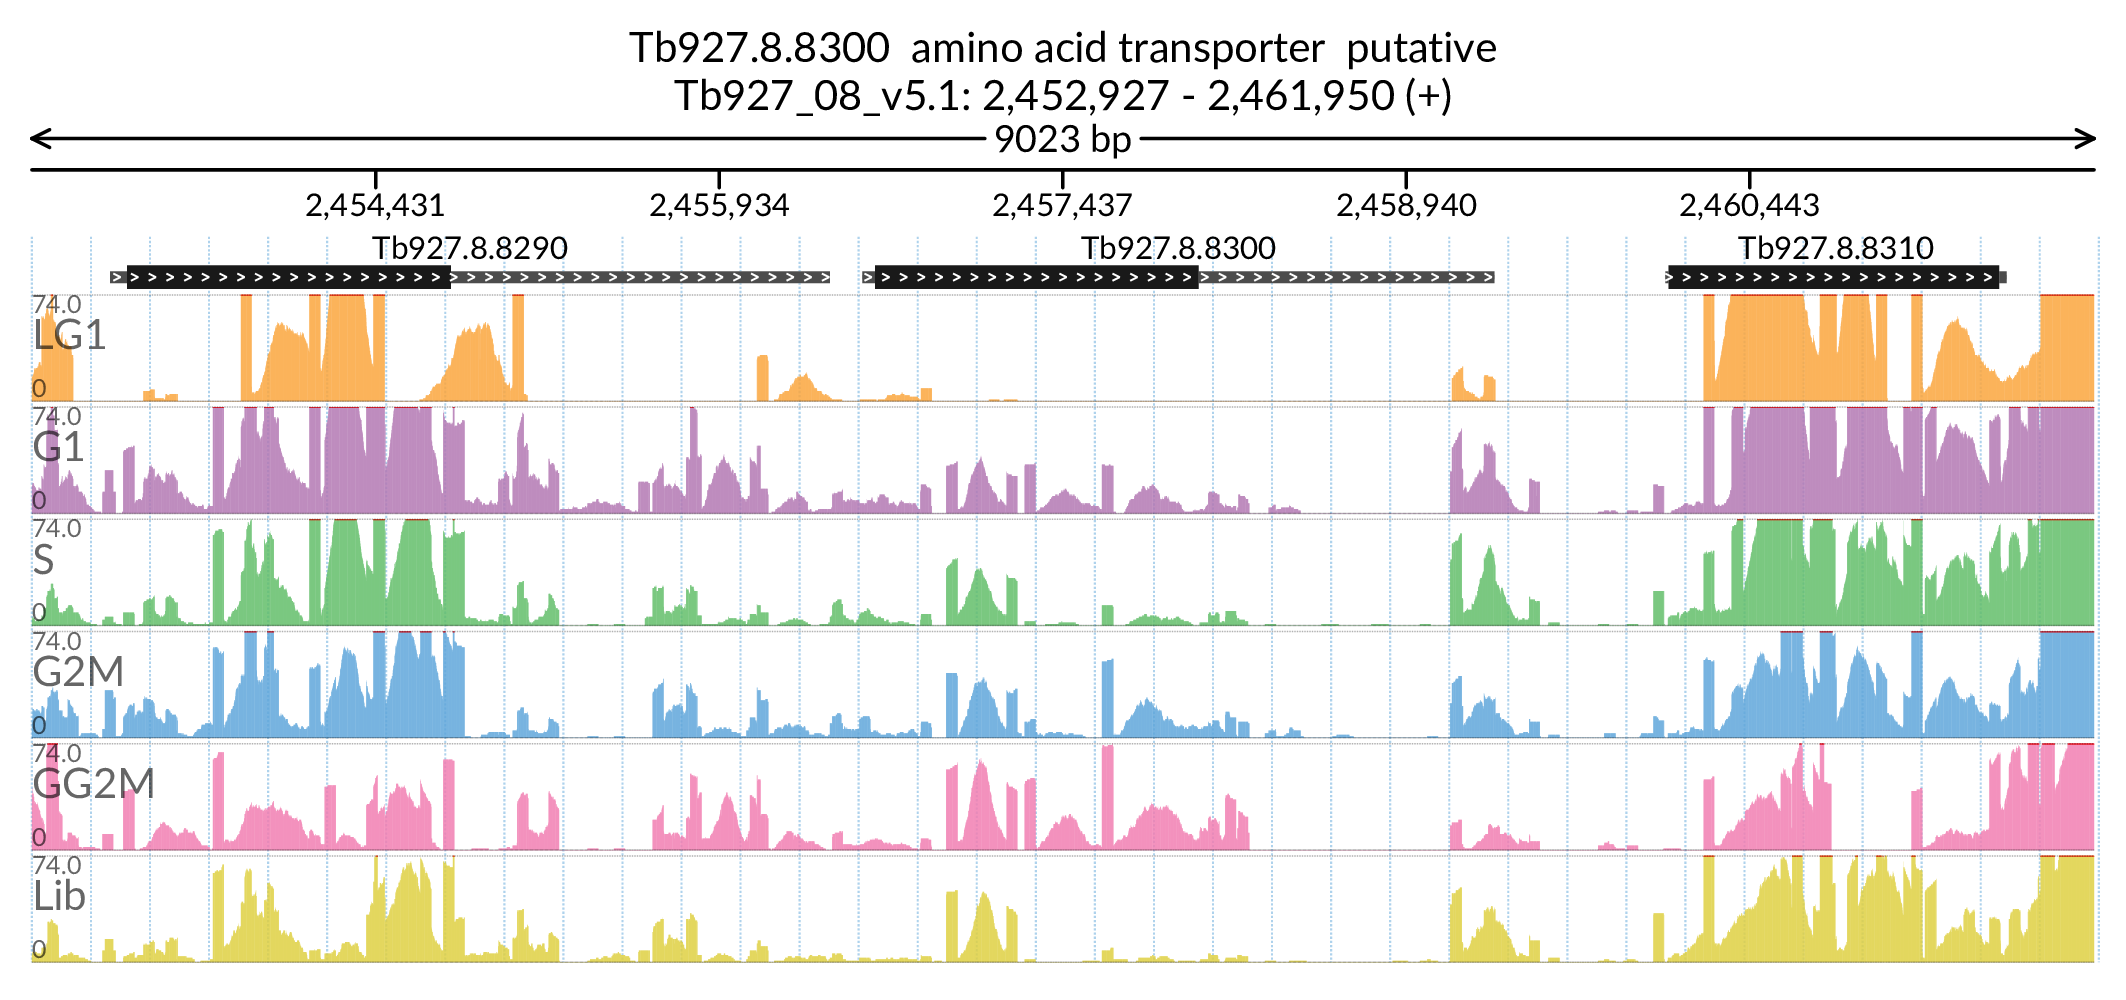 Tb927.8.8300 amino acid transporter putative
Tb927_08_v5.1: 2,452,927 - 2,461,950 (+)
9023 bp
2,454,431 2,455,934 2,457,437 2,458,940 2,460,443
Tb927.8.8290 Tb927.8.8300 Tb927.8.8310
74.0
LG1
0
74.0
G1
0
74.0
S
0
74.0
G2M
0
74.0
GG2M
0
74.0
Lib
0